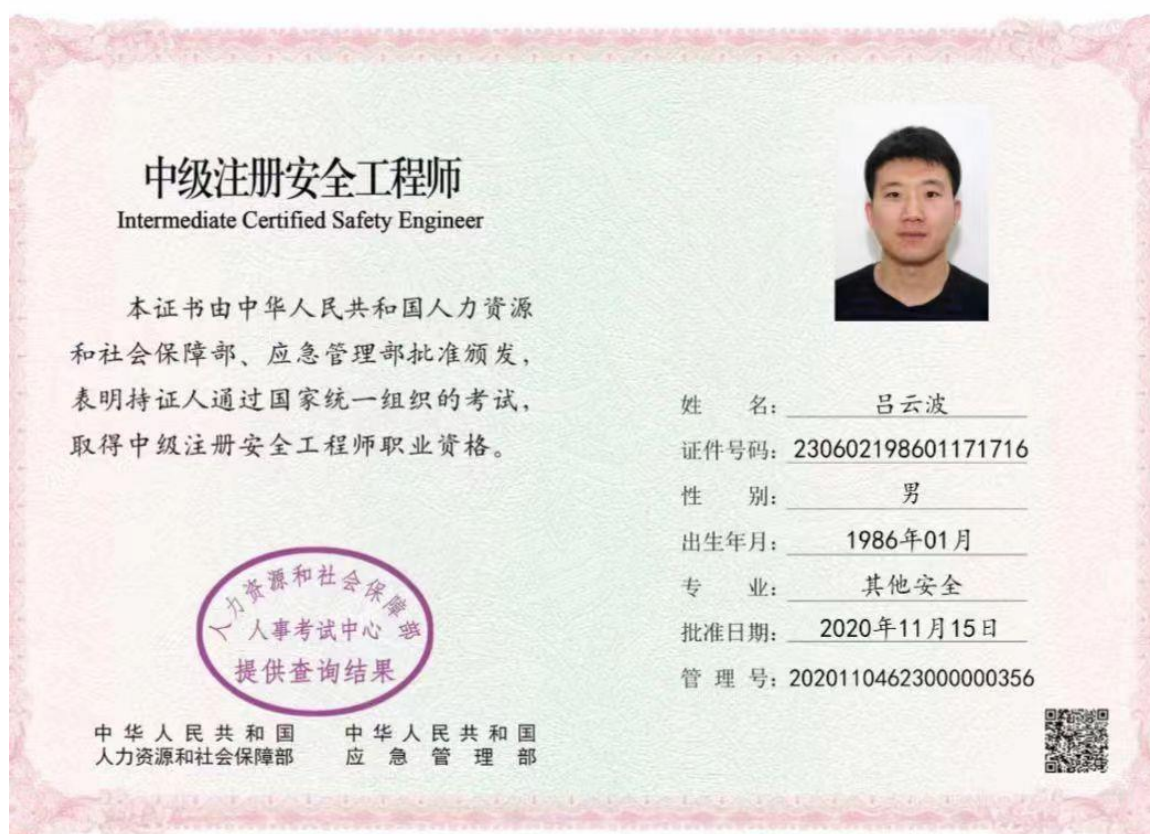 中级注册安全工程师
Intermediate Certified Safety Engineer
本证书由中华人民共和国人力资源
和社会保障部、应急管理部批准颁发，
表明持证人通过国家统一组织的考试，
取得中级注册安全工程师职业资格。
人力资源和社会保障部
人事考试中心
提供查询结果
中华人民共和国
人力资源和社会保障部
中华人民共和国
应急管理部
姓 名：吕云波
证件号码：230602198601171716
性 别：男
出生年月：1986年01月
专 业：其他安全
批准日期：2020年11月15日
管 理 号：20201104623000000356